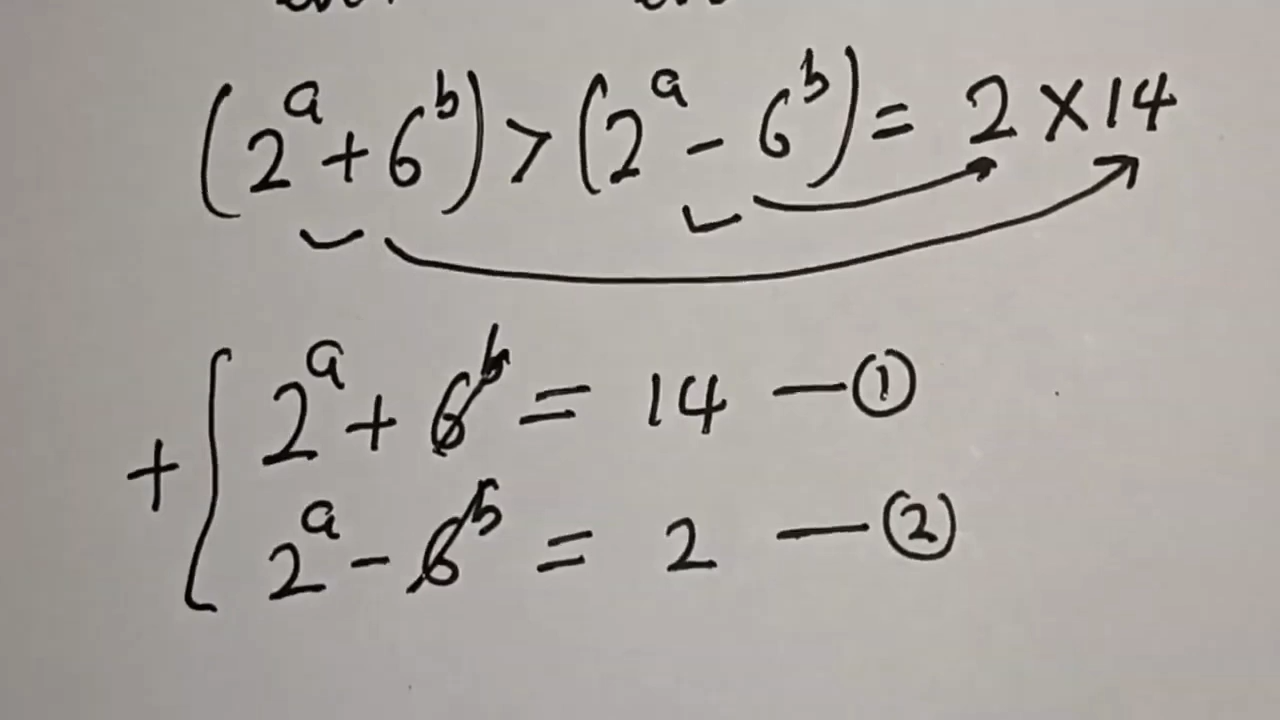 (2^a + 6^b) > (2^a - 6^b) = 2 × 14
2^a + 6^b = 14 — ①
+
2^a - 6^b = 2 — ②